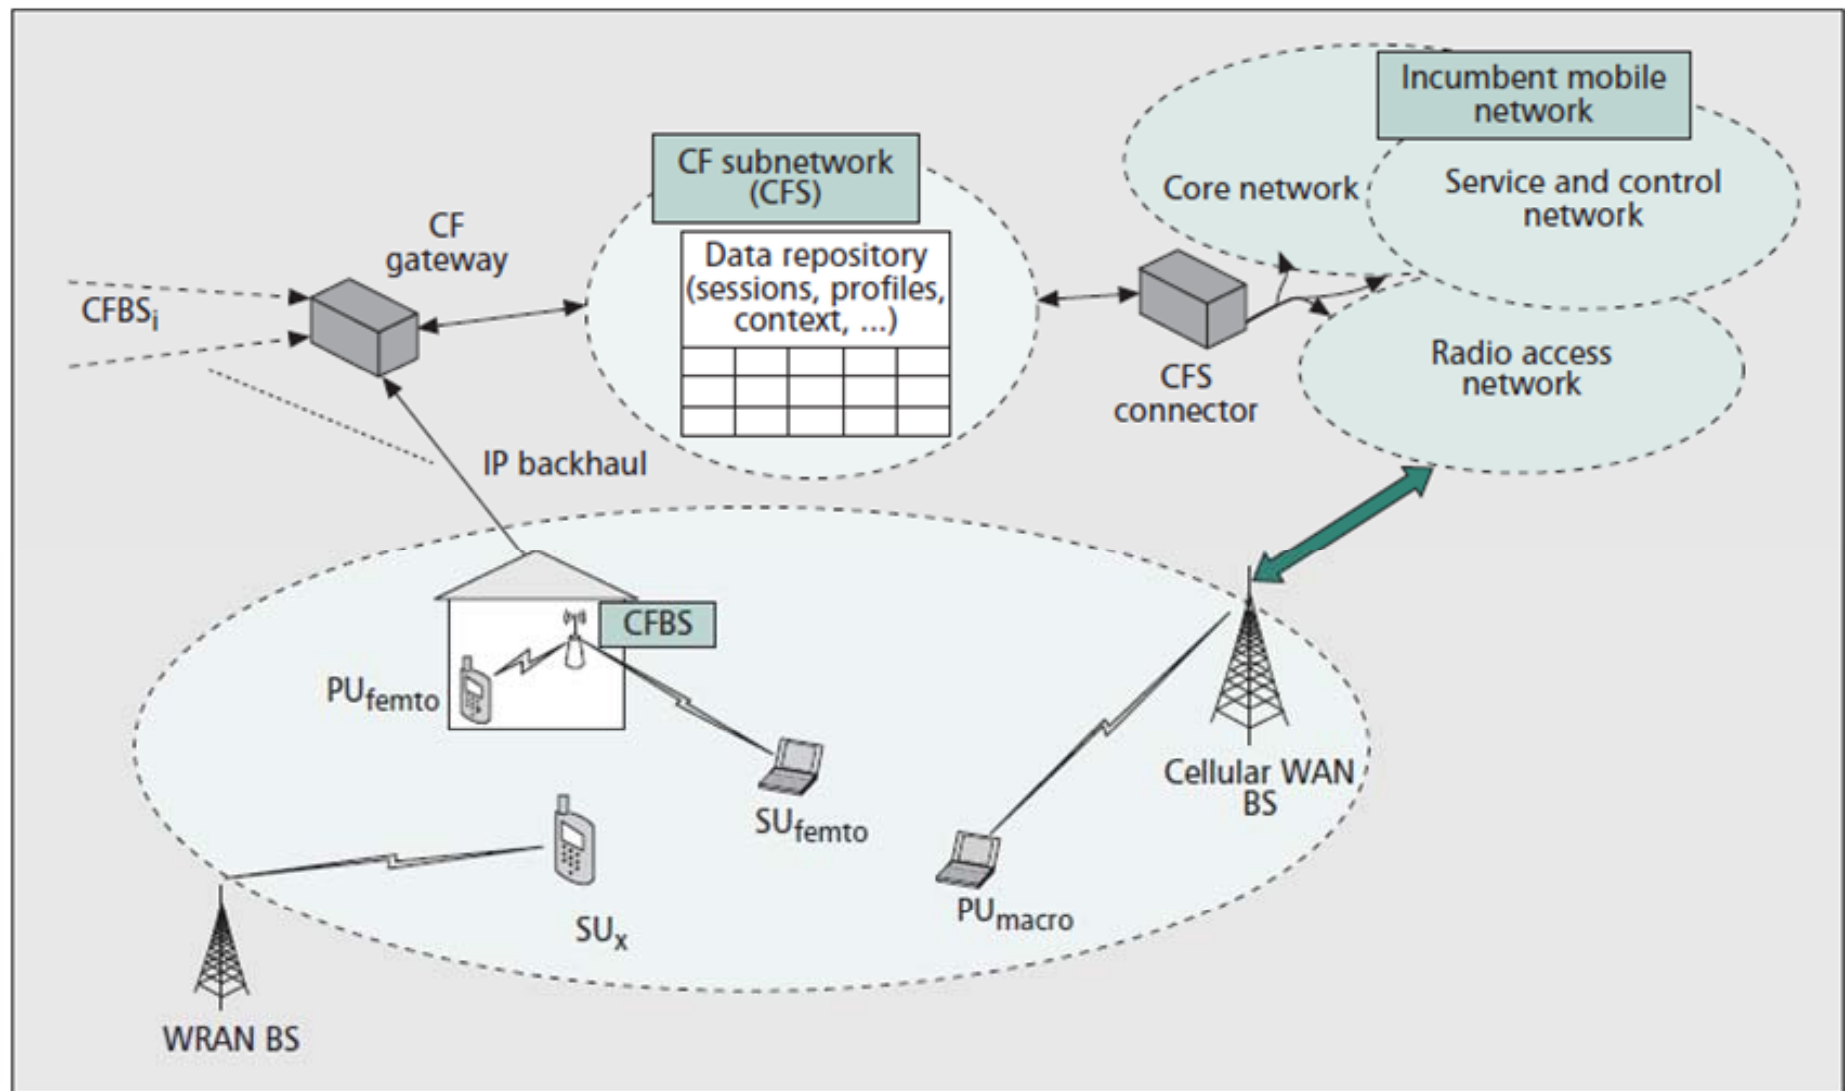 Incumbent mobile
network
CF subnetwork
(CFS)
Core network
Service and control
network
CF
gateway
Data repository
(sessions, profiles,
context, ...)
CFBSi
Radio access
network
CFS
connector
IP backhaul
CFBS
PUfemto
Cellular WAN
BS
SUfemto
PUmacro
SUx
WRAN BS